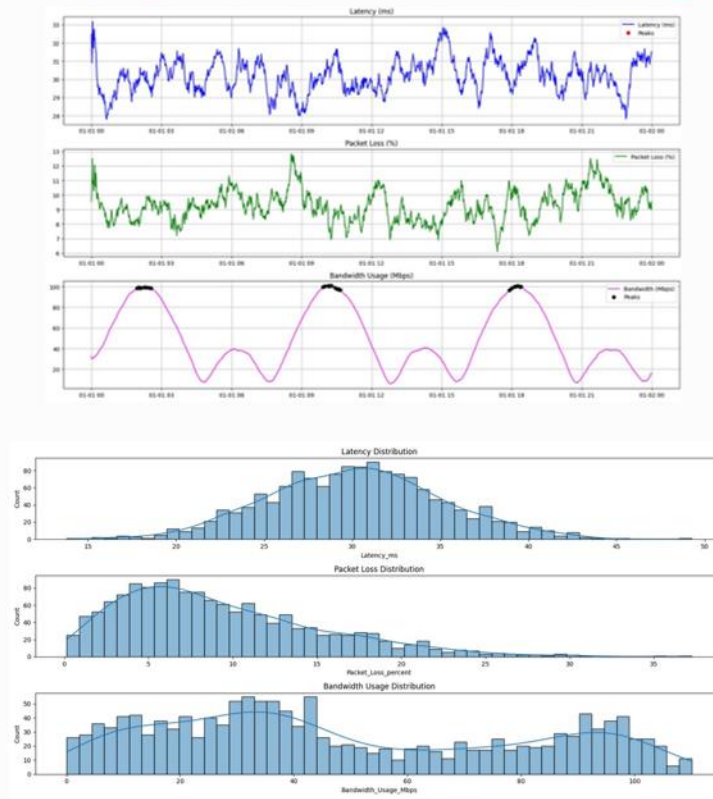 Latency (ms)
33
32
31
30
29
28
Latency (ms)
Peaks
01-01 00 01-01 03 01-01 06 01-01 09 01-01 12 01-01 15 01-01 18 01-01 21 01-02 00
Packet Loss (%)
13
12
11
10
9
8
7
6
Packet Loss (%)
01-01 00 01-01 03 01-01 06 01-01 09 01-01 12 01-01 15 01-01 18 01-01 21 01-02 00
Bandwidth Usage (Mbps)
100
80
60
40
20
Bandwidth (Mbps)
Peaks
01-01 00 01-01 03 01-01 06 01-01 09 01-01 12 01-01 15 01-01 18 01-01 21 01-02 00
Latency Distribution
Count
80
60
40
20
0
15 20 25 30 35 40 45 50
Latency_ms
Packet Loss Distribution
Count
80
60
40
20
0
0 5 10 15 20 25 30 35
Packet_Loss_percent
Bandwidth Usage Distribution
Count
50
40
30
20
10
0
0 20 40 60 80 100
Bandwidth_Usage_Mbps